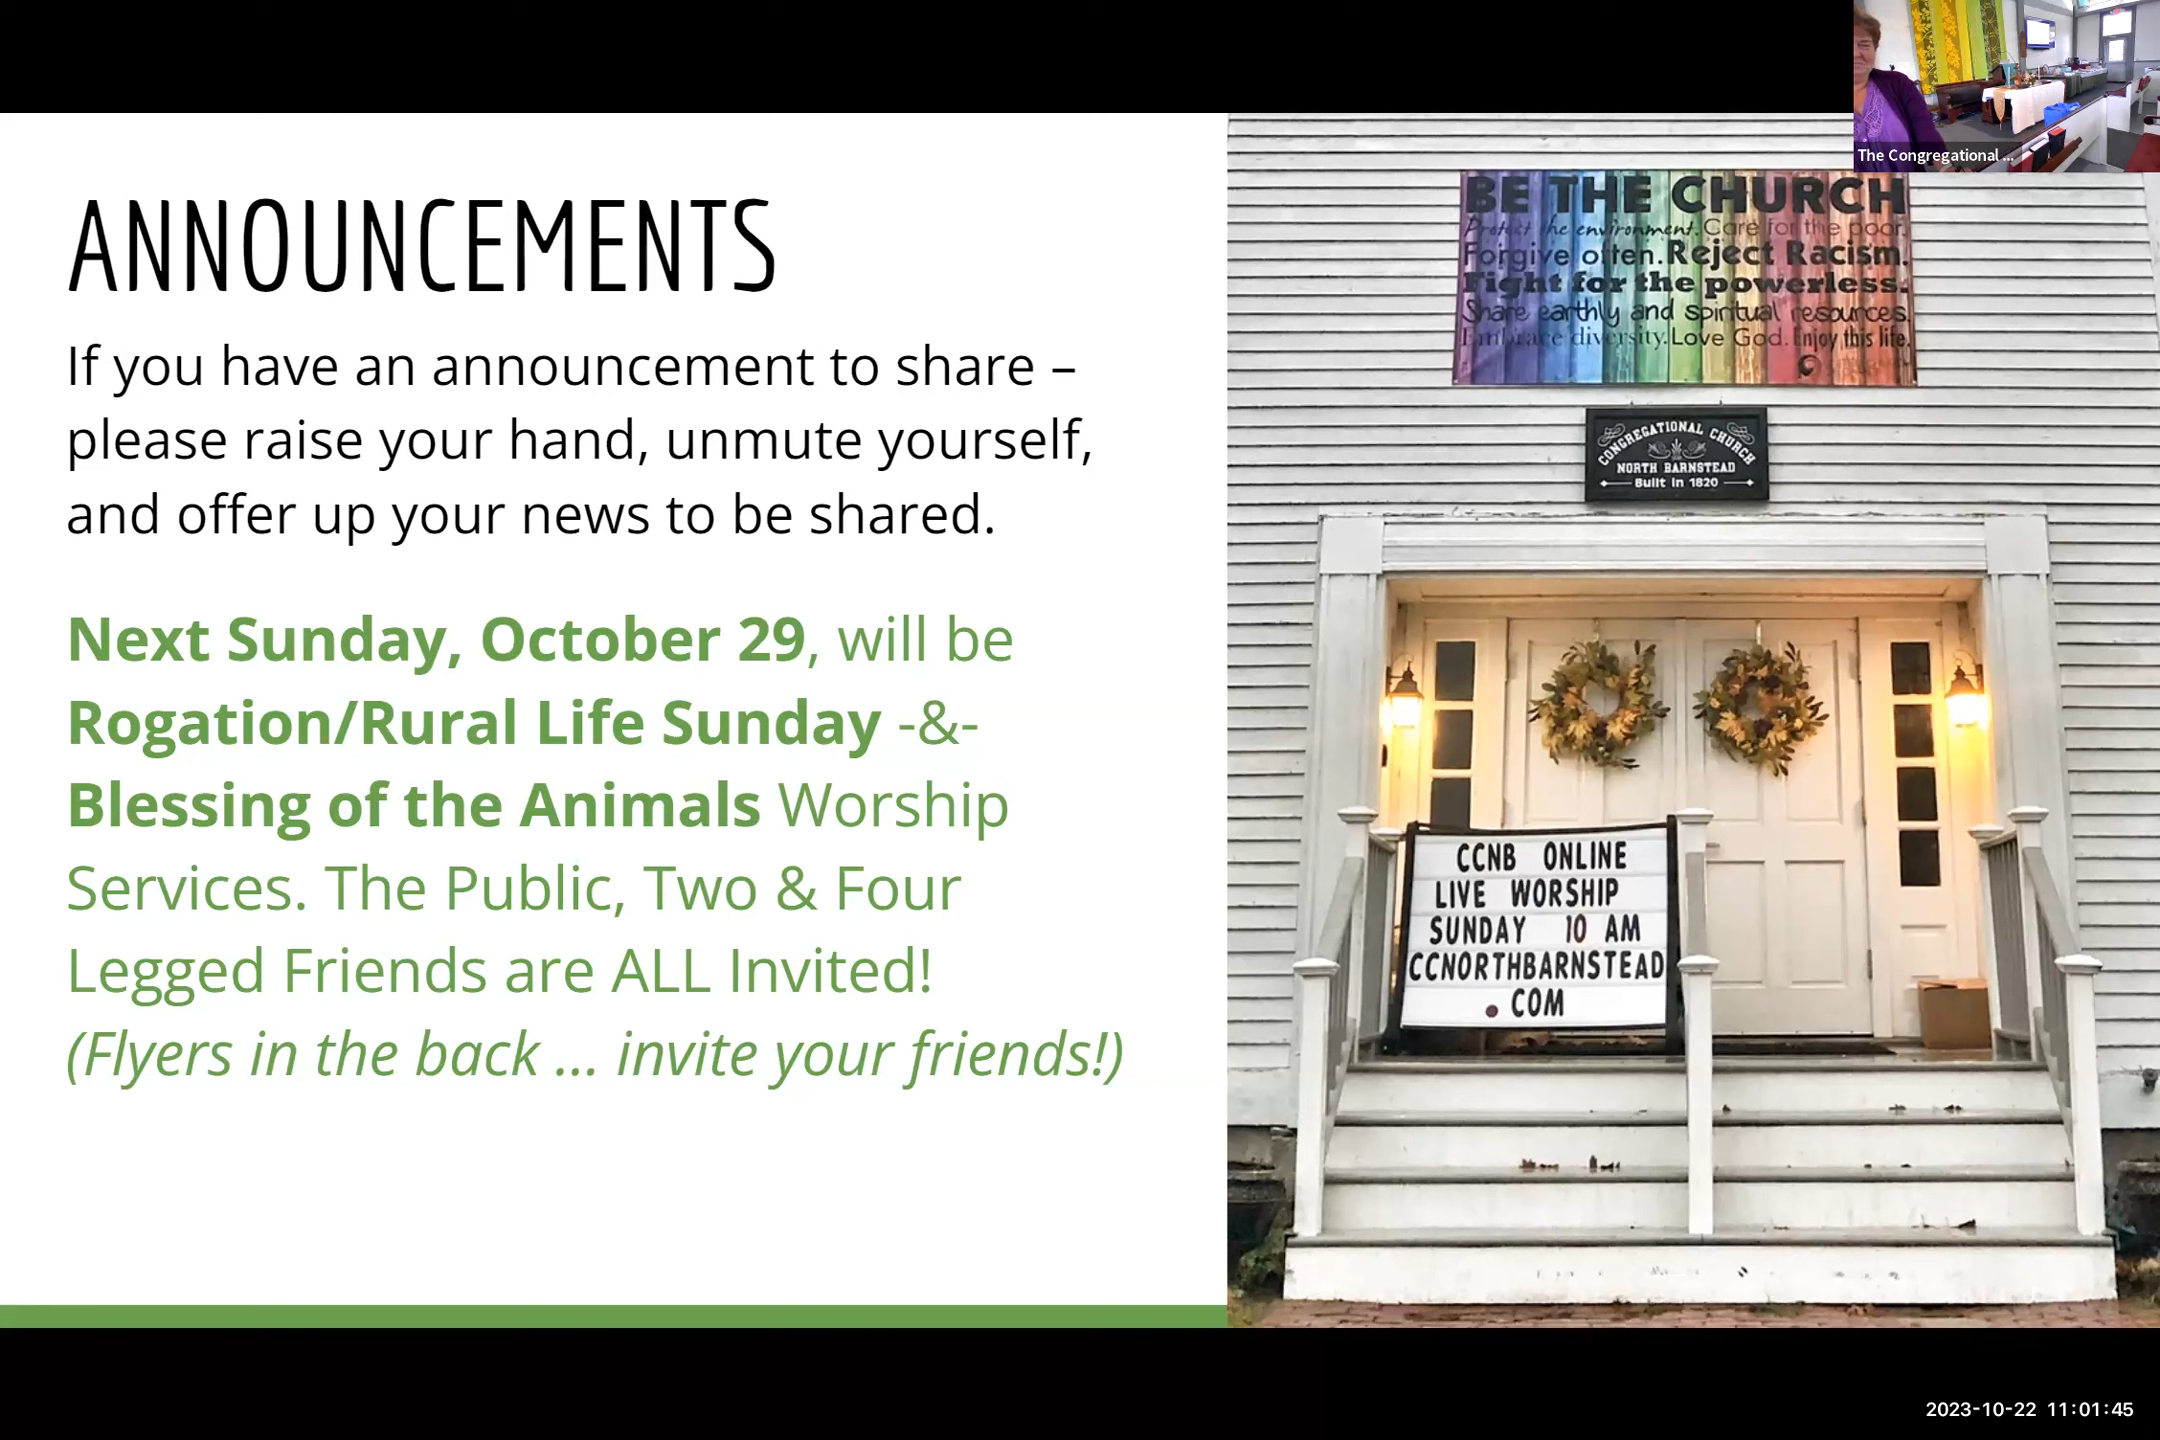 ANNOUNCEMENTS
If you have an announcement to share –
please raise your hand, unmute yourself,
and offer up your news to be shared.
Next Sunday, October 29, will be
Rogation/Rural Life Sunday -&-
Blessing of the Animals Worship
Services. The Public, Two & Four
Legged Friends are ALL Invited!
(Flyers in the back ... invite your friends!)
The Congregational ...
BE THE CHURCH
Protect the environment. Care for the poor.
Forgive often. Reject Racism.
Fight for the powerless.
Share earthly and spiritual resources.
Embrace diversity. Love God. Enjoy this life.
CONGREGATIONAL CHURCH
NORTH BARNSTEAD
Built in 1820
CCNB ONLINE
LIVE WORSHIP
SUNDAY 10 AM
CCNORTHBARNSTEAD
.COM
2023-10-22 11:01:45